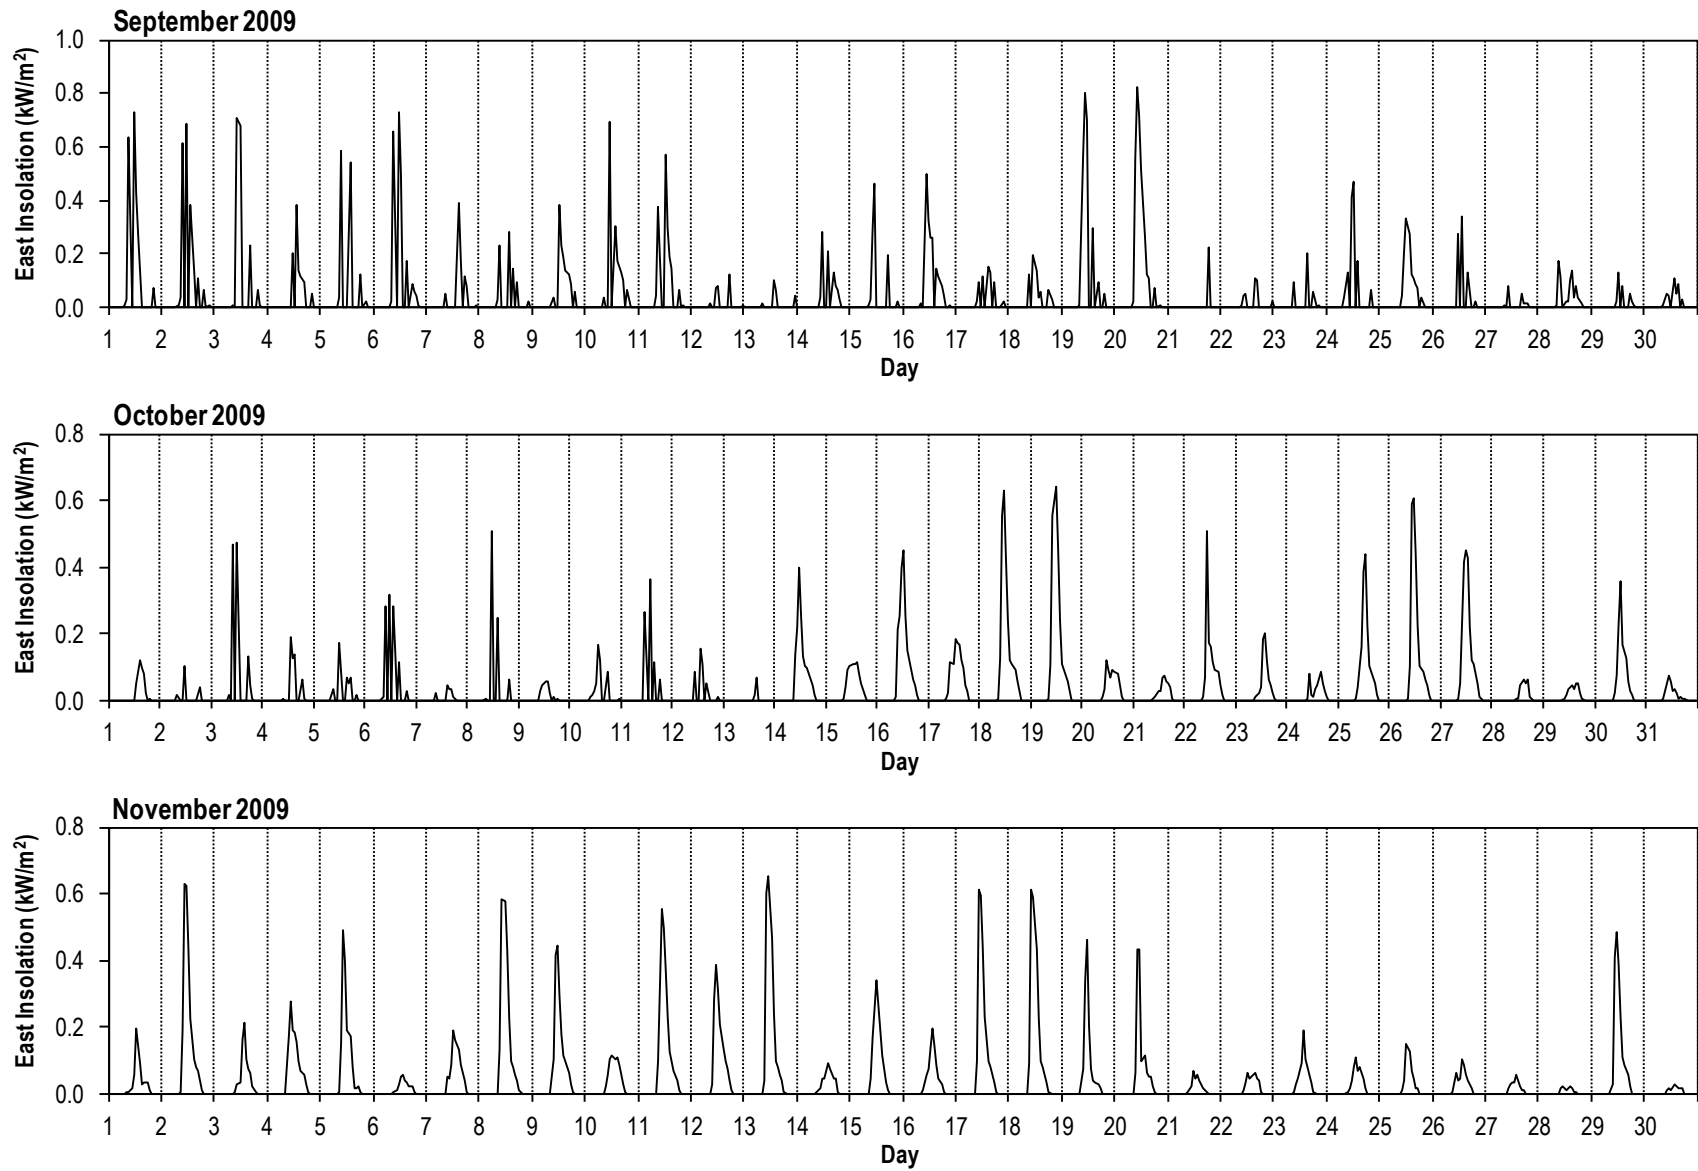 September 2009
East Insolation (kW/m²)
1.0
0.8
0.6
0.4
0.2
0.0
1 2 3 4 5 6 7 8 9 10 11 12 13 14 15 16 17 18 19 20 21 22 23 24 25 26 27 28 29 30
Day
October 2009
East Insolation (kW/m²)
0.8
0.6
0.4
0.2
0.0
1 2 3 4 5 6 7 8 9 10 11 12 13 14 15 16 17 18 19 20 21 22 23 24 25 26 27 28 29 30 31
Day
November 2009
East Insolation (kW/m²)
0.8
0.6
0.4
0.2
0.0
1 2 3 4 5 6 7 8 9 10 11 12 13 14 15 16 17 18 19 20 21 22 23 24 25 26 27 28 29 30
Day